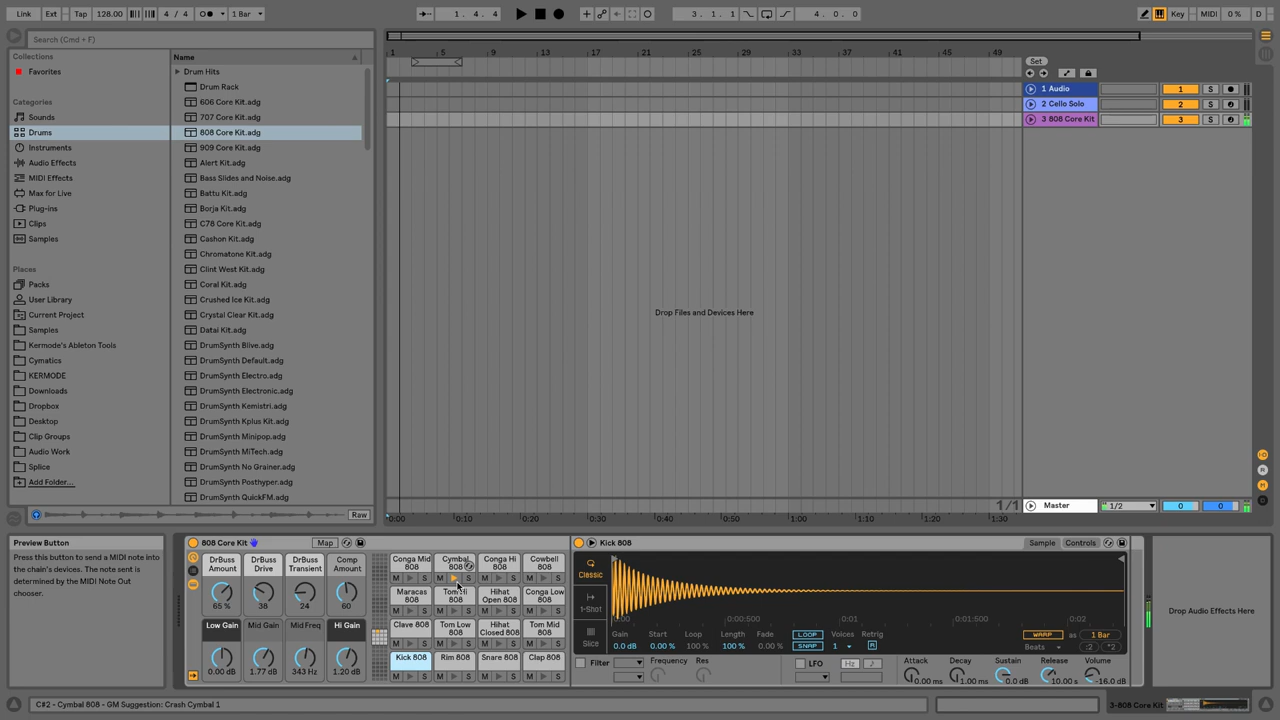 Link Ext Tap 128.00 4 / 4 1 Bar 1. 4. 4 3. 1. 1 4. 0. 0 Key MIDI 0 % D
Search (Cmd + F)
Collections
Favorites
Categories
Sounds
Drums
Instruments
Audio Effects
MIDI Effects
Max for Live
Plug-ins
Clips
Samples
Places
Packs
User Library
Current Project
Samples
Kermode's Ableton Tools
Cymatics
KERMODE
Downloads
Dropbox
Desktop
Clip Groups
Audio Work
Splice
Add Folder...
Name
Drum Hits
Drum Rack
606 Core Kit.adg
707 Core Kit.adg
808 Core Kit.adg
909 Core Kit.adg
Alert Kit.adg
Bass Slides and Noise.adg
Battu Kit.adg
Borja Kit.adg
C78 Core Kit.adg
Cashon Kit.adg
Chromatone Kit.adg
Clint West Kit.adg
Coral Kit.adg
Crushed Ice Kit.adg
Crystal Clear Kit.adg
Datai Kit.adg
DrumSynth Blive.adg
DrumSynth Default.adg
DrumSynth Electro.adg
DrumSynth Electronic.adg
DrumSynth Kemistri.adg
DrumSynth Kplus Kit.adg
DrumSynth Minipop.adg
DrumSynth MiTech.adg
DrumSynth No Grainer.adg
DrumSynth Posthyper.adg
DrumSynth QuickFM.adg
Raw
1 5 9 13 17 21 25 29 33 37 41 45 49
Set
1 Audio 1 S
2 Cello Solo 2 S
3 808 Core Kit 3 S
Drop Files and Devices Here
1/1 Master 1/2 0 0
0:00 0:10 0:20 0:30 0:40 0:50 1:00 1:10 1:20 1:30
Preview Button
Press this button to send a MIDI note into
the chain's devices. The note sent is
determined by the MIDI Note Out
chooser.
808 Core Kit Map
DrBuss Amount 65 %
DrBuss Drive 38
DrBuss Transient -24
Comp Amount 60
Low Gain 0.00 dB
Mid Gain 1.77 dB
Mid Freq 343 Hz
Hi Gain 1.20 dB
Conga Mid 808 Cymbal 808 Conga Hi 808 Cowbell 808
M S M S M S M S
Maracas 808 Tom Hi 808 Hihat Open 808 Conga Low 808
M S M S M S M S
Clave 808 Tom Low 808 Hihat Closed 808 Tom Mid 808
M S M S M S M S
Kick 808 Rim 808 Snare 808 Clap 808
M S M S M S M S
Kick 808 Sample Controls
Classic
1-Shot
Slice
0:00:500 0:01 0:01:500 0:02
Gain Start Loop Length Fade LOOP Voices Retrig WARP as 1 Bar
0.0 dB 0.00 % 0.00 % 100 % 0.00 % SNAP 1 R Beats :2 *2
Filter Frequency Res LFO Hz Attack Decay Sustain Release Volume
0.00 ms 1.00 ms 0.0 dB 10.00 s -16.0 dB
Drop Audio Effects Here
C#2 - Cymbal 808 - GM Suggestion: Crash Cymbal 1
3-808 Core Kit